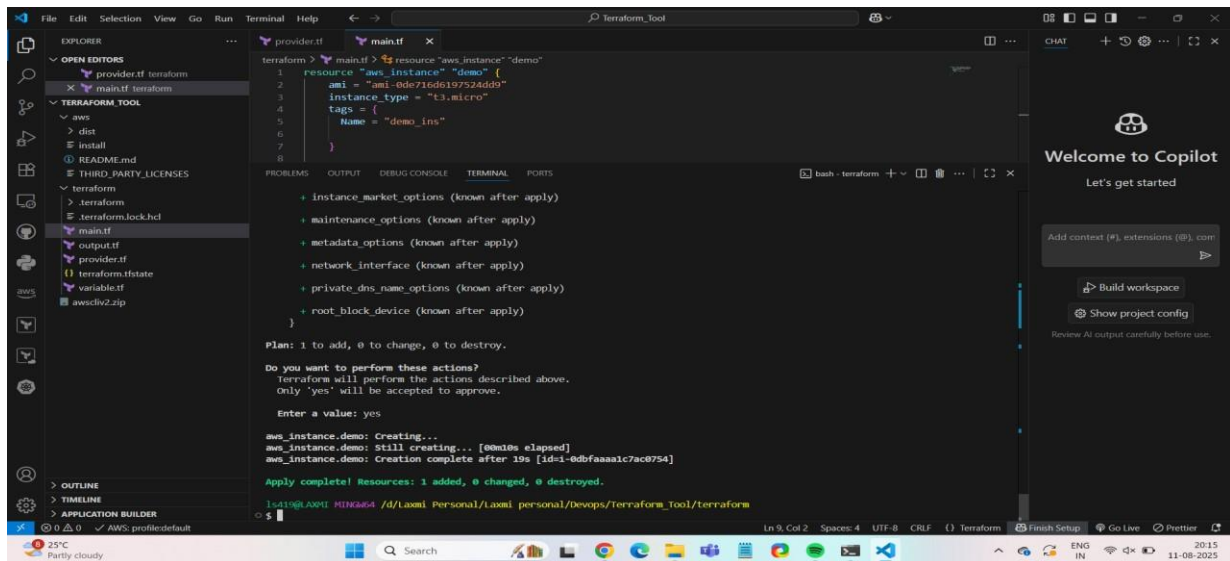 File Edit Selection View Go Run Terminal Help
Terraform_Tool
EXPLORER
OPEN EDITORS
provider.tf terraform
main.tf terraform
TERRAFORM_TOOL
aws
dist
install
README.md
THIRD_PARTY_LICENSES
terraform
.terraform
.terraform.lock.hcl
main.tf
output.tf
provider.tf
terraform.tfstate
variable.tf
awscliv2.zip
OUTLINE
TIMELINE
APPLICATION BUILDER
provider.tf main.tf
terraform > main.tf > resource "aws_instance" "demo"
1 resource "aws_instance" "demo" {
2 ami = "ami-0de716d6197524dd9"
3 instance_type = "t3.micro"
4 tags = {
5 Name = "demo_ins"
6
7 }
8
PROBLEMS OUTPUT DEBUG CONSOLE TERMINAL PORTS
bash - terraform
+ instance_market_options (known after apply)
+ maintenance_options (known after apply)
+ metadata_options (known after apply)
+ network_interface (known after apply)
+ private_dns_name_options (known after apply)
+ root_block_device (known after apply)
}
Plan: 1 to add, 0 to change, 0 to destroy.
Do you want to perform these actions?
Terraform will perform the actions described above.
Only 'yes' will be accepted to approve.
Enter a value: yes
aws_instance.demo: Creating...
aws_instance.demo: Still creating... [00m10s elapsed]
aws_instance.demo: Creation complete after 19s [id=i-0dbfaaaa1c7ac0754]
Apply complete! Resources: 1 added, 0 changed, 0 destroyed.
ls419@LAXMI MINGW64 /d/Laxmi Personal/Laxmi personal/Devops/Terraform_Tool/terraform
$
CHAT
Welcome to Copilot
Let's get started
Add context (#), extensions (@), com
Build workspace
Show project config
Review AI output carefully before use.
0 0 AWS: profile:default
Ln 9, Col 2 Spaces: 4 UTF-8 CRLF {} Terraform Finish Setup Go Live Prettier
25°C
Partly cloudy
Search
ENG
IN
20:15
11-08-2025